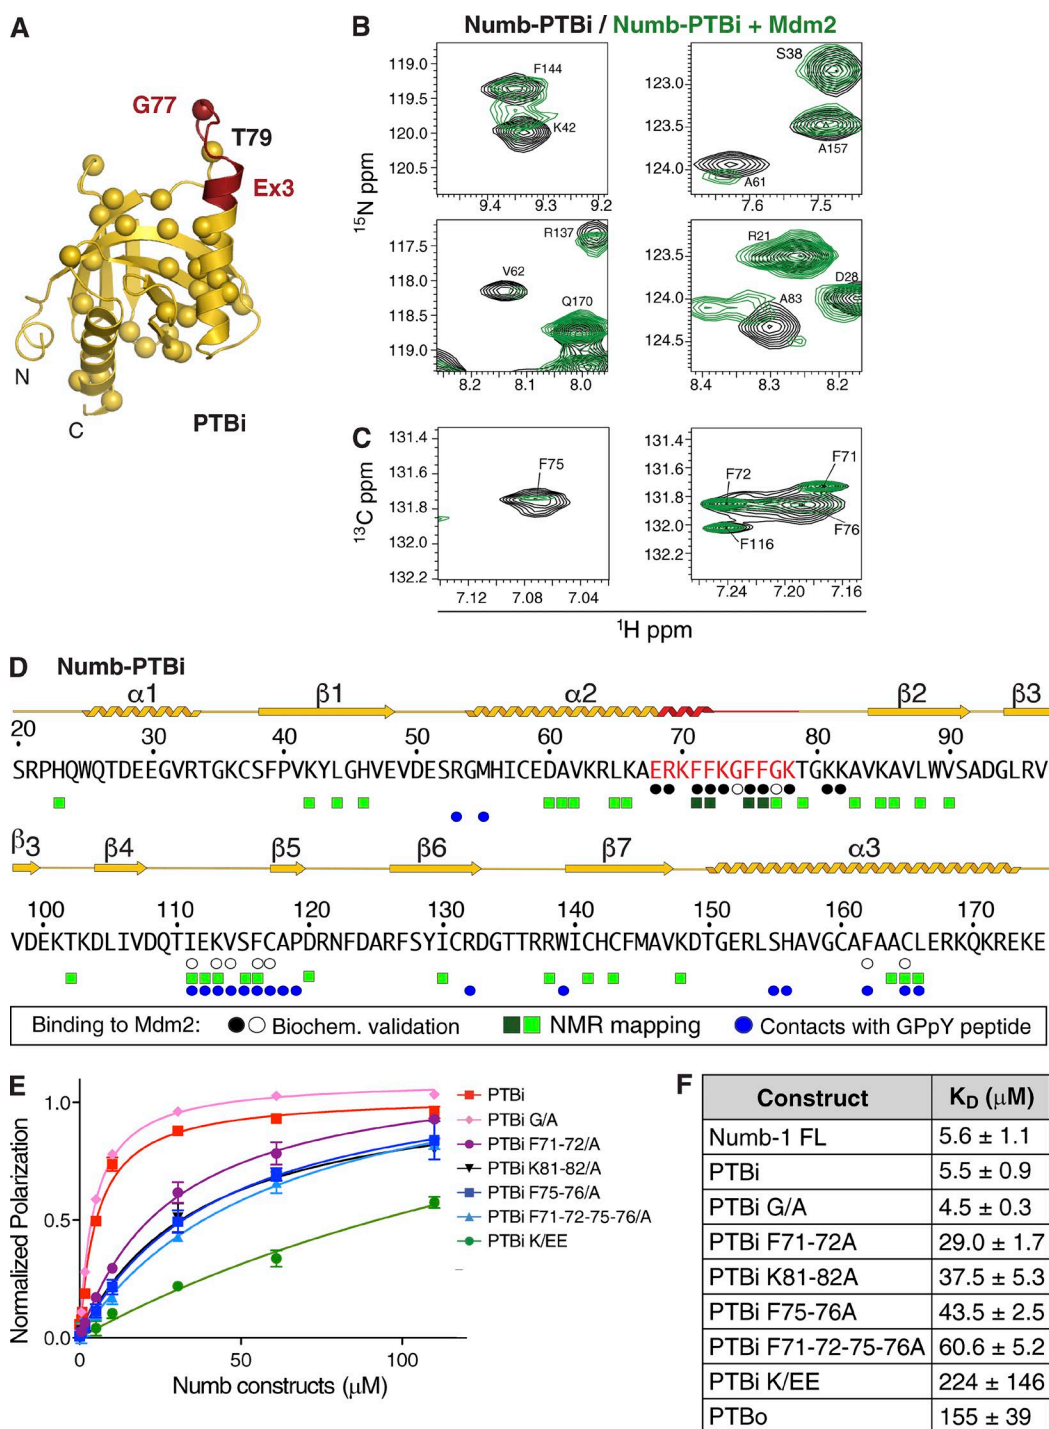 A
G77
T79
Ex3
N
C
PTBi
B
Numb-PTBi / Numb-PTBi + Mdm2
119.0
119.5
120.0
120.5
F144
K42
9.4 9.3 9.2
123.0
123.5
124.0
S38
A157
A61
7.6 7.5
15N ppm
117.5
118.0
118.5
119.0
R137
V62
Q170
8.2 8.1 8.0
123.5
124.0
124.5
R21
D28
A83
8.4 8.3 8.2
C
13C ppm
131.4
131.6
131.8
132.0
132.2
F75
7.12 7.08 7.04
131.4
131.6
131.8
132.0
132.2
F72
F71
F76
F116
7.24 7.20 7.16
1H ppm
D Numb-PTBi
α1 β1 α2 β2 β3
20 30 40 50 60 70 80 90
SRPHQWQTDEEGVRTGKCSFPVKYLGHVEVDESRGMHICEDAVKRLKAERKFFKGFFGKTGKKAVKAVLWVSADGLRV
β3 β4 β5 β6 β7 α3
100 110 120 130 140 150 160 170
VDEKTKDLIVDQTIEKVSFCAPDRNFDARFSYICRDGTTRRWICHCFMAVKDTGERLSHAVGCAFAACLERKQKREKE
Binding to Mdm2: Biochem. validation NMR mapping Contacts with GPpY peptide
E
Normalized Polarization
1.0
0.5
0.0
0 50 100
Numb constructs (μM)
PTBi
PTBi G/A
PTBi F71-72/A
PTBi K81-82/A
PTBi F75-76/A
PTBi F71-72-75-76/A
PTBi K/EE
F
Construct KD (μM)
Numb-1 FL 5.6 ± 1.1
PTBi 5.5 ± 0.9
PTBi G/A 4.5 ± 0.3
PTBi F71-72A 29.0 ± 1.7
PTBi K81-82A 37.5 ± 5.3
PTBi F75-76A 43.5 ± 2.5
PTBi F71-72-75-76A 60.6 ± 5.2
PTBi K/EE 224 ± 146
PTBo 155 ± 39